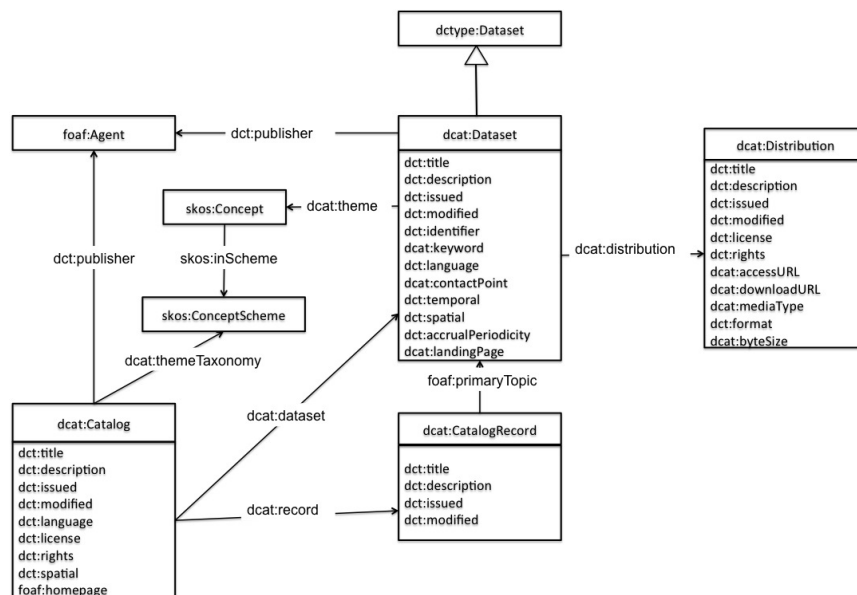 dctype:Dataset
foaf:Agent
dct:publisher
dcat:Dataset
dct:title
dct:description
dct:issued
dct:modified
dct:identifier
dcat:keyword
dct:language
dcat:contactPoint
dct:temporal
dct:spatial
dct:accrualPeriodicity
dcat:landingPage
dcat:Distribution
dct:title
dct:description
dct:issued
dct:modified
dct:license
dct:rights
dcat:accessURL
dcat:downloadURL
dcat:mediaType
dct:format
dcat:byteSize
skos:Concept
dcat:theme
dct:publisher
skos:inScheme
dcat:distribution
skos:ConceptScheme
dcat:themeTaxonomy
foaf:primaryTopic
dcat:dataset
dcat:Catalog
dct:title
dct:description
dct:issued
dct:modified
dct:language
dct:license
dct:rights
dct:spatial
foaf:homepage
dcat:record
dcat:CatalogRecord
dct:title
dct:description
dct:issued
dct:modified